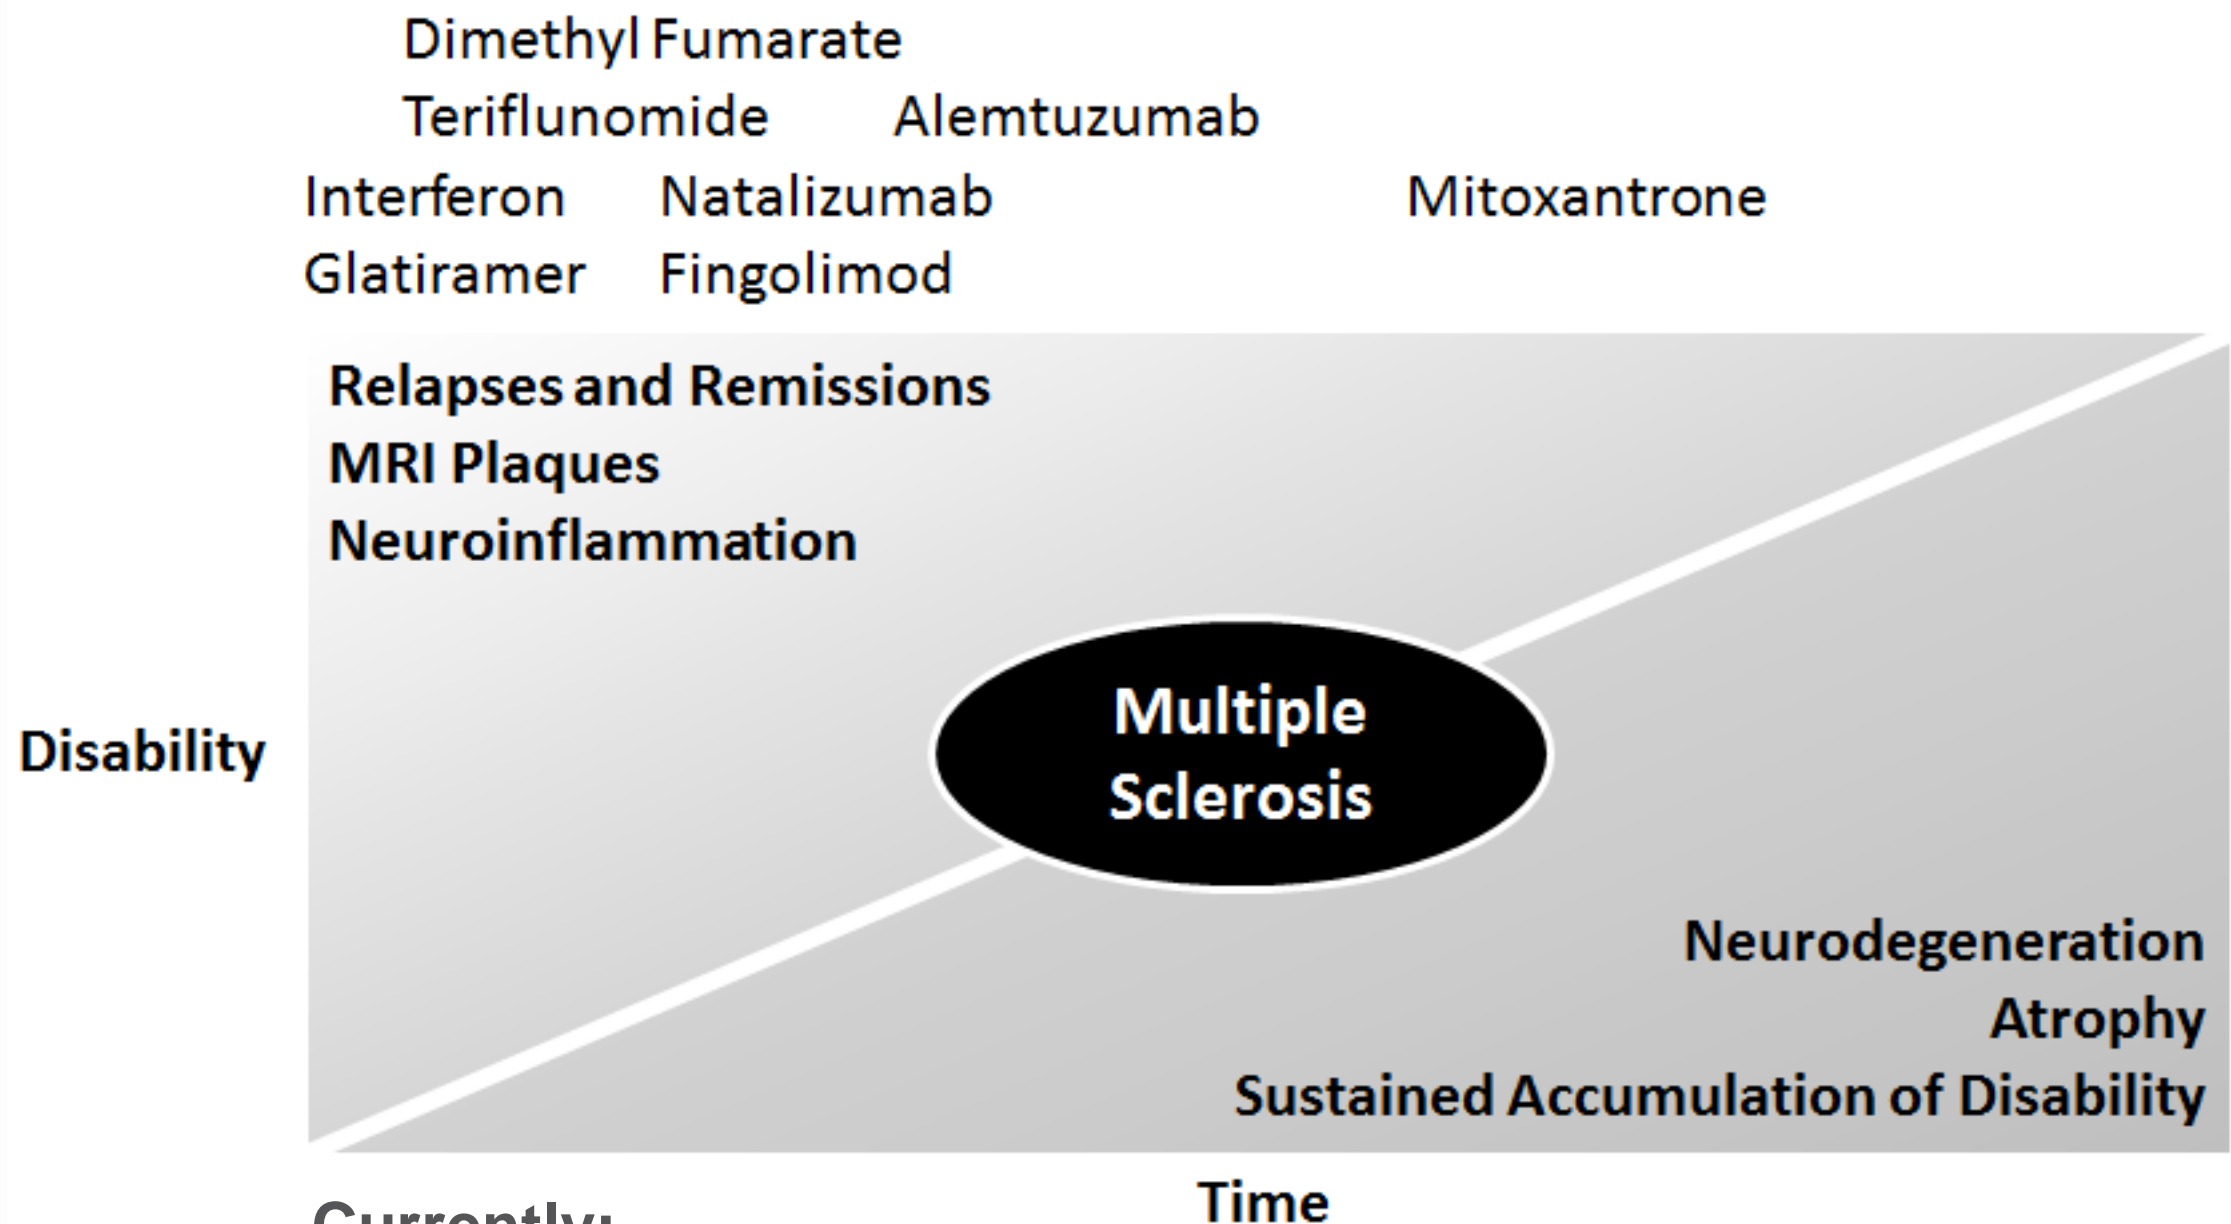 Dimethyl Fumarate
Teriflunomide Alemtuzumab
Interferon Natalizumab Mitoxantrone
Glatiramer Fingolimod
Relapses and Remissions
MRI Plaques
Neuroinflammation
Multiple
Sclerosis
Disability
Neurodegeneration
Atrophy
Sustained Accumulation of Disability
Time
Currently: